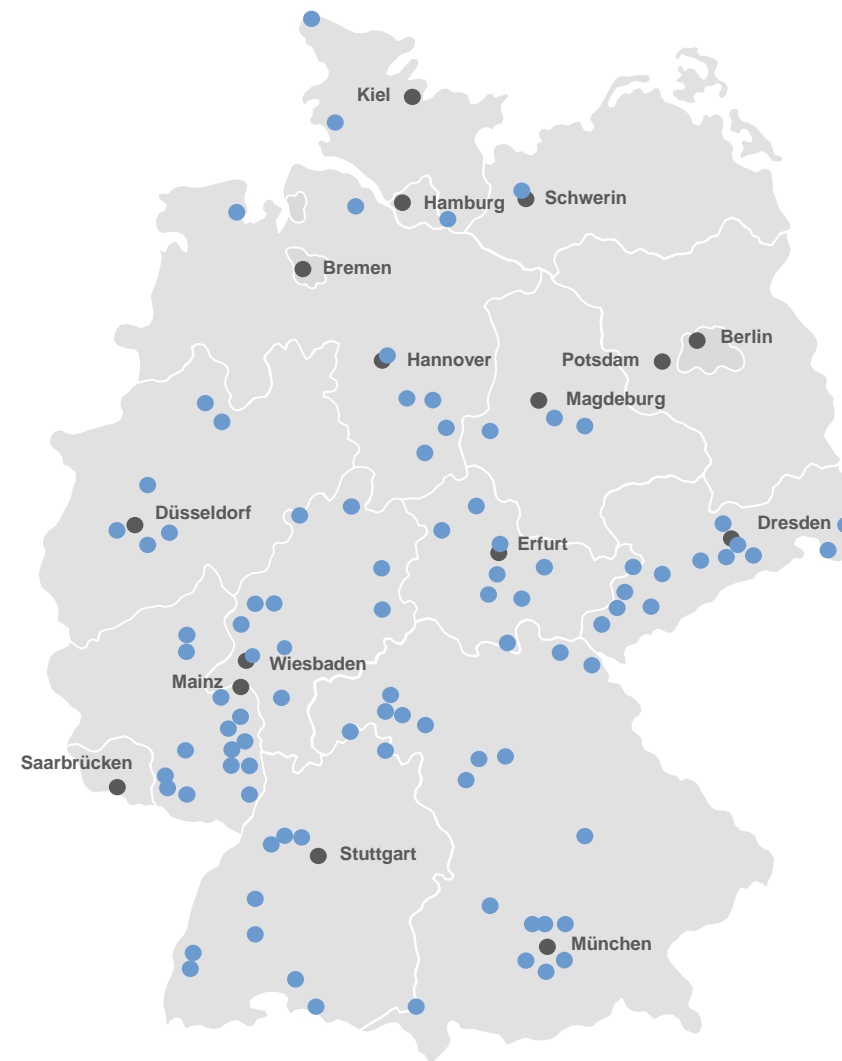 Kiel
Hamburg
Schwerin
Bremen
Berlin
Hannover
Potsdam
Magdeburg
Düsseldorf
Dresden
Erfurt
Wiesbaden
Mainz
Saarbrücken
Stuttgart
München